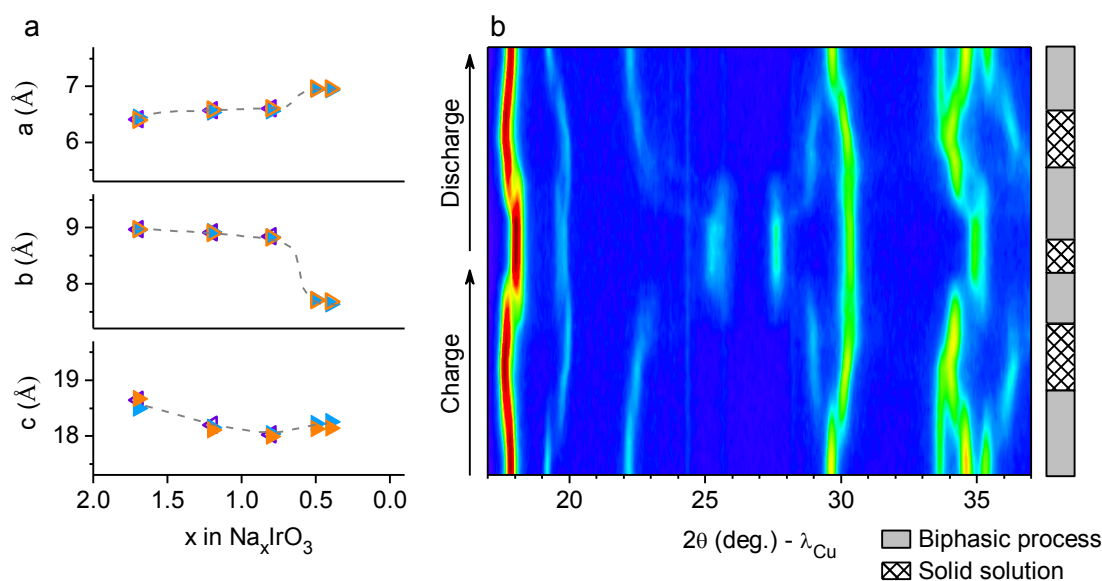 a
b
7
6
a (Å)
9
8
b (Å)
19
18
c (Å)
2.0 1.5 1.0 0.5 0.0
x in NaxIrO3
Discharge
Charge
20 25 30 35
2θ (deg.) - λCu
Biphasic process
Solid solution